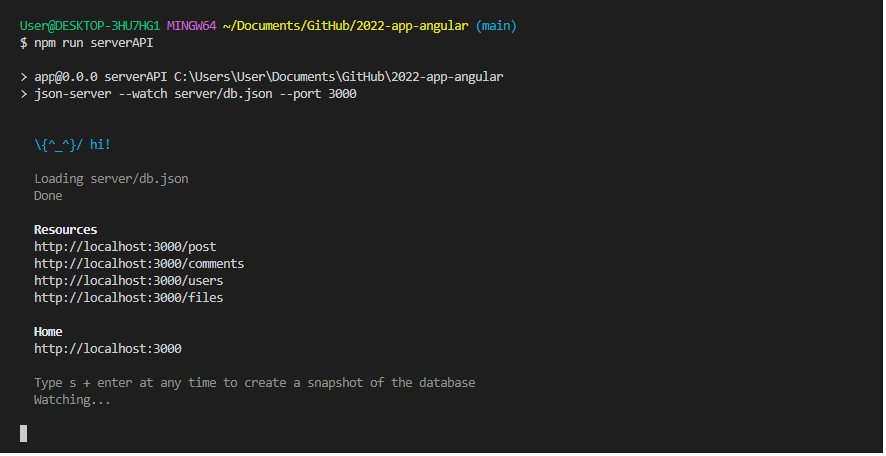 User@DESKTOP-3HU7HG1 MINGW64 ~/Documents/GitHub/2022-app-angular (main)
$ npm run serverAPI
> app@0.0.0 serverAPI C:\Users\User\Documents\GitHub\2022-app-angular
> json-server --watch server/db.json --port 3000
\{^_^}/ hi!
Loading server/db.json
Done
Resources
http://localhost:3000/post
http://localhost:3000/comments
http://localhost:3000/users
http://localhost:3000/files
Home
http://localhost:3000
Type s + enter at any time to create a snapshot of the database
Watching...